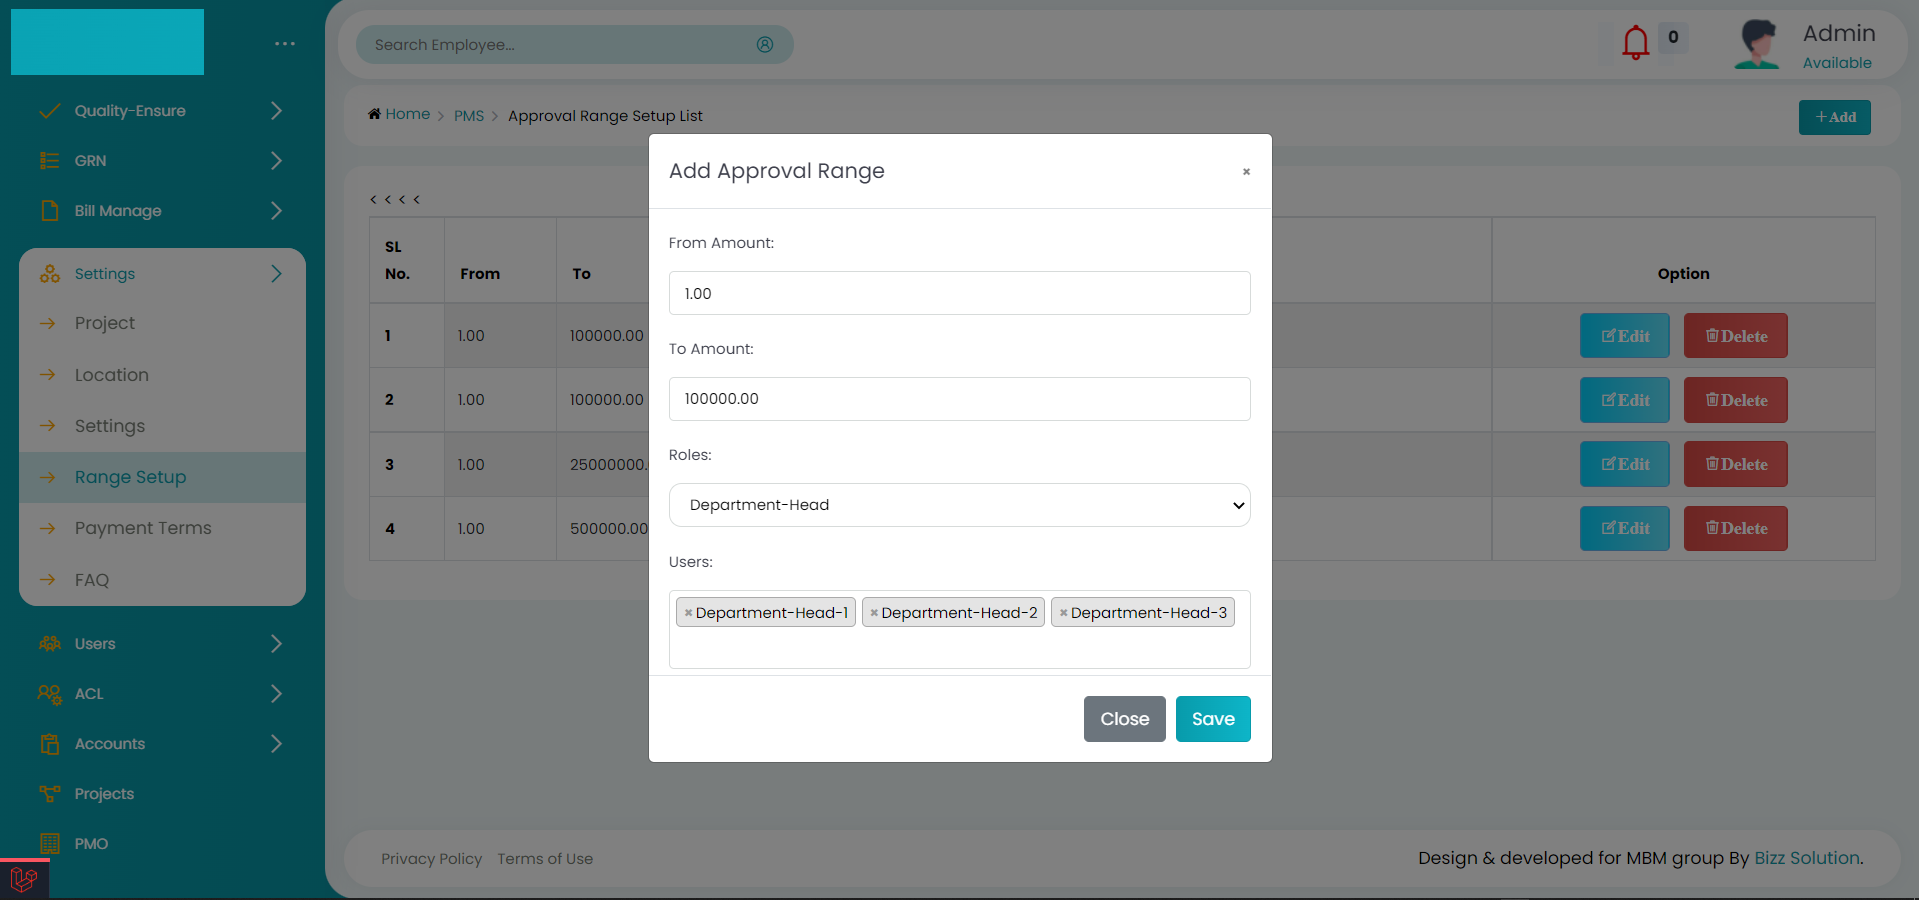 Search Employee...
0
Admin
Available
Quality-Ensure
GRN
Bill Manage
Settings
Project
Location
Settings
Range Setup
Payment Terms
FAQ
Users
ACL
Accounts
Projects
PMO
Home > PMS > Approval Range Setup List
+Add
< < < <
SL No. From To Option
1 1.00 100000.00 Edit Delete
2 1.00 100000.00 Edit Delete
3 1.00 25000000. Edit Delete
4 1.00 500000.00 Edit Delete
Add Approval Range ×
From Amount:
1.00
To Amount:
100000.00
Roles:
Department-Head
Users:
×Department-Head-1 ×Department-Head-2 ×Department-Head-3
Close Save
Privacy Policy Terms of Use
Design & developed for MBM group By Bizz Solution.